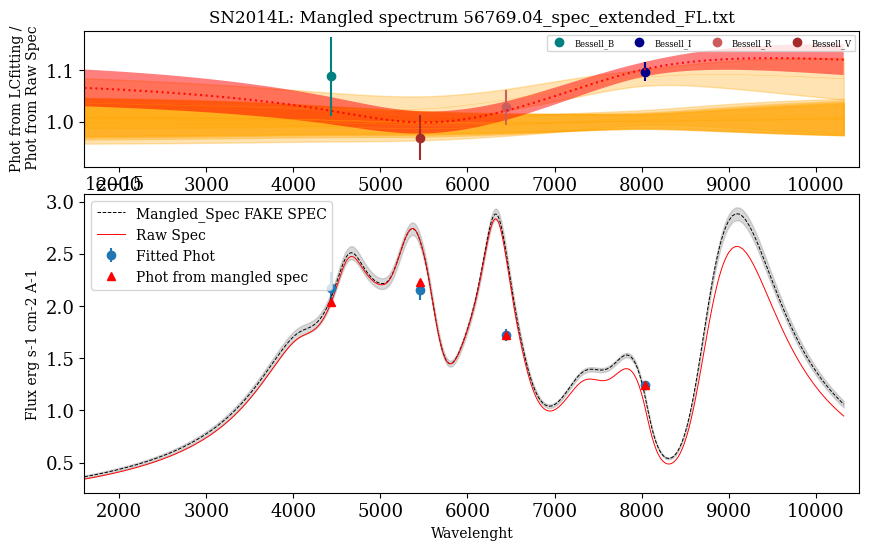 SN2014L: Mangled spectrum 56769.04_spec_extended_FL.txt
Phot from LCfitting /
Phot from Raw Spec
1.1
1.0
Bessell_B
Bessell_I
Bessell_R
Bessell_V
2000 3000 4000 5000 6000 7000 8000 9000 10000
1e−15
Flux erg s-1 cm-2 A-1
3.0
2.5
2.0
1.5
1.0
0.5
Mangled_Spec FAKE SPEC
Raw Spec
Fitted Phot
Phot from mangled spec
2000 3000 4000 5000 6000 7000 8000 9000 10000
Wavelenght